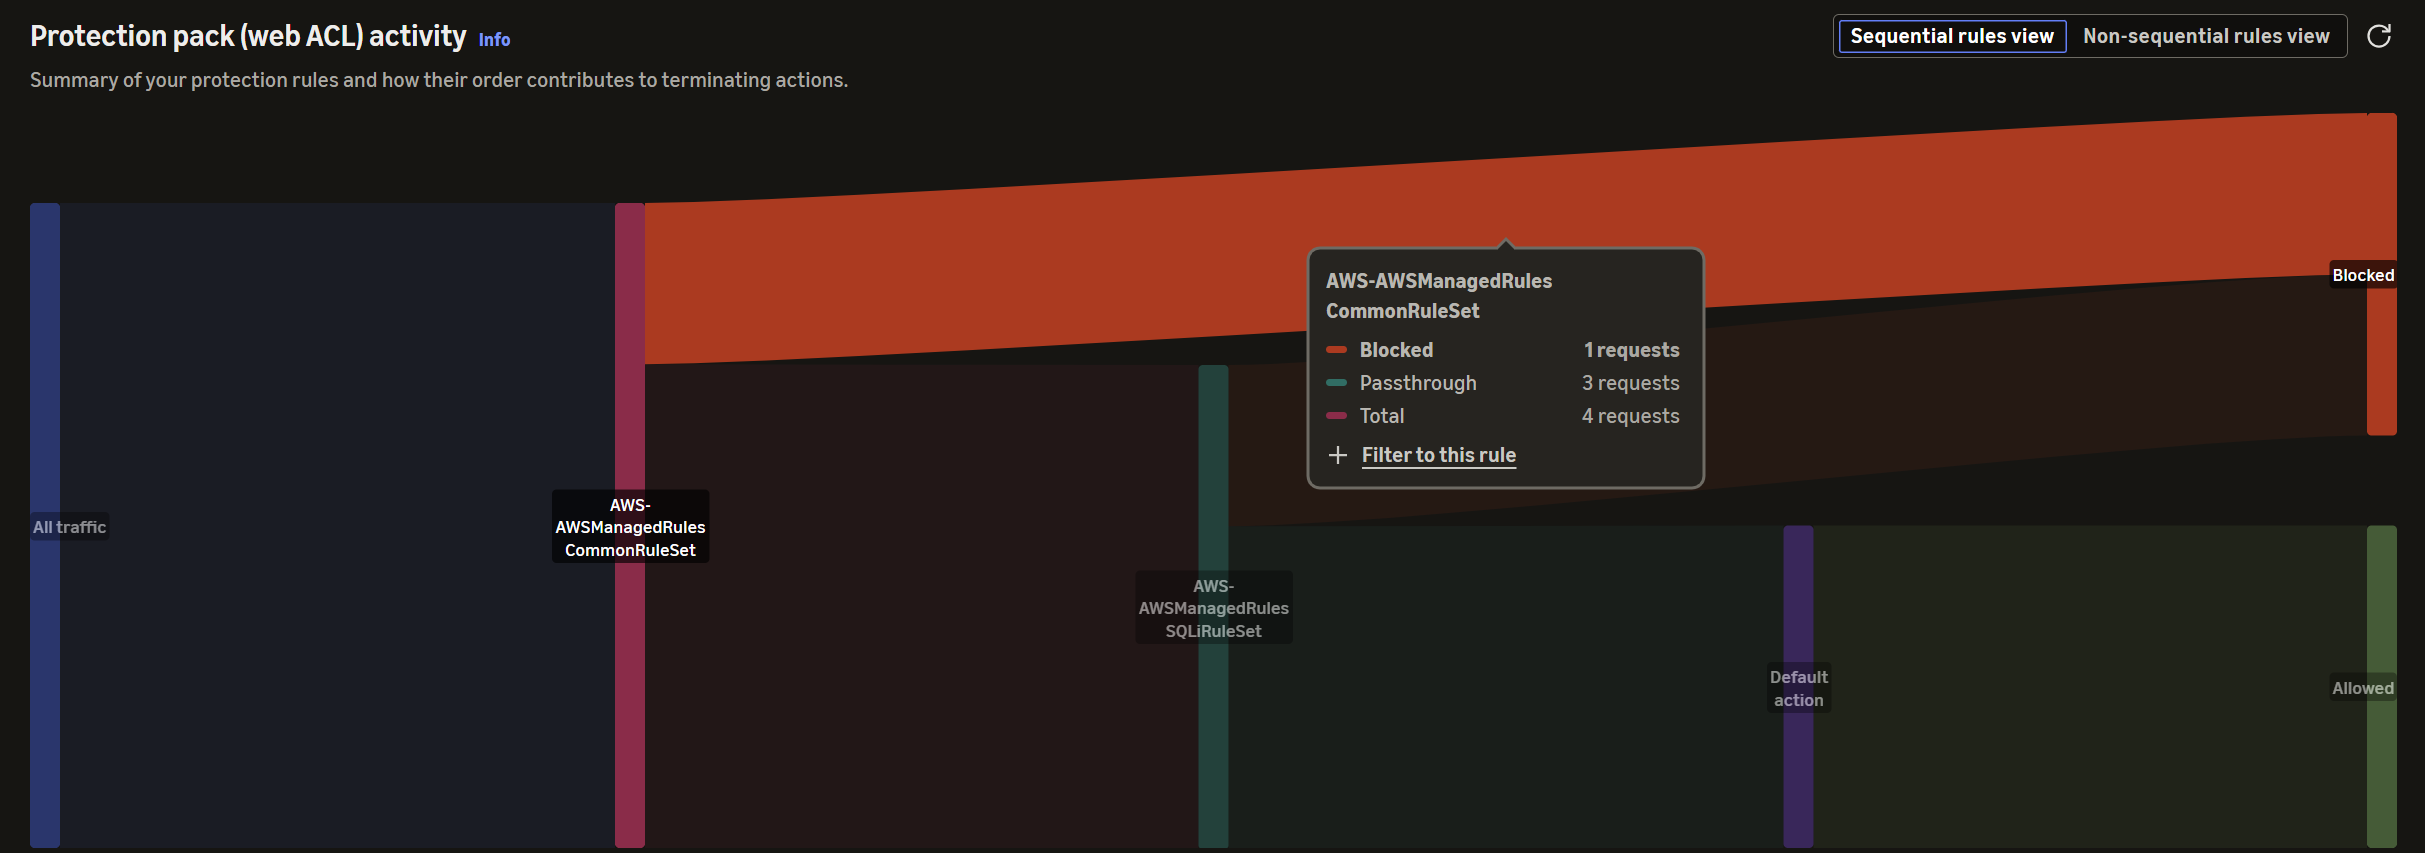 Protection pack (web ACL) activity Info
Sequential rules view
Non-sequential rules view
Summary of your protection rules and how their order contributes to terminating actions.
Blocked
AWS-AWSManagedRules
CommonRuleSet
Blocked 1 requests
Passthrough 3 requests
Total 4 requests
Filter to this rule
All traffic
AWS-
AWSManagedRules
CommonRuleSet
AWS-
AWSManagedRules
SQLiRuleSet
Default
action
Allowed